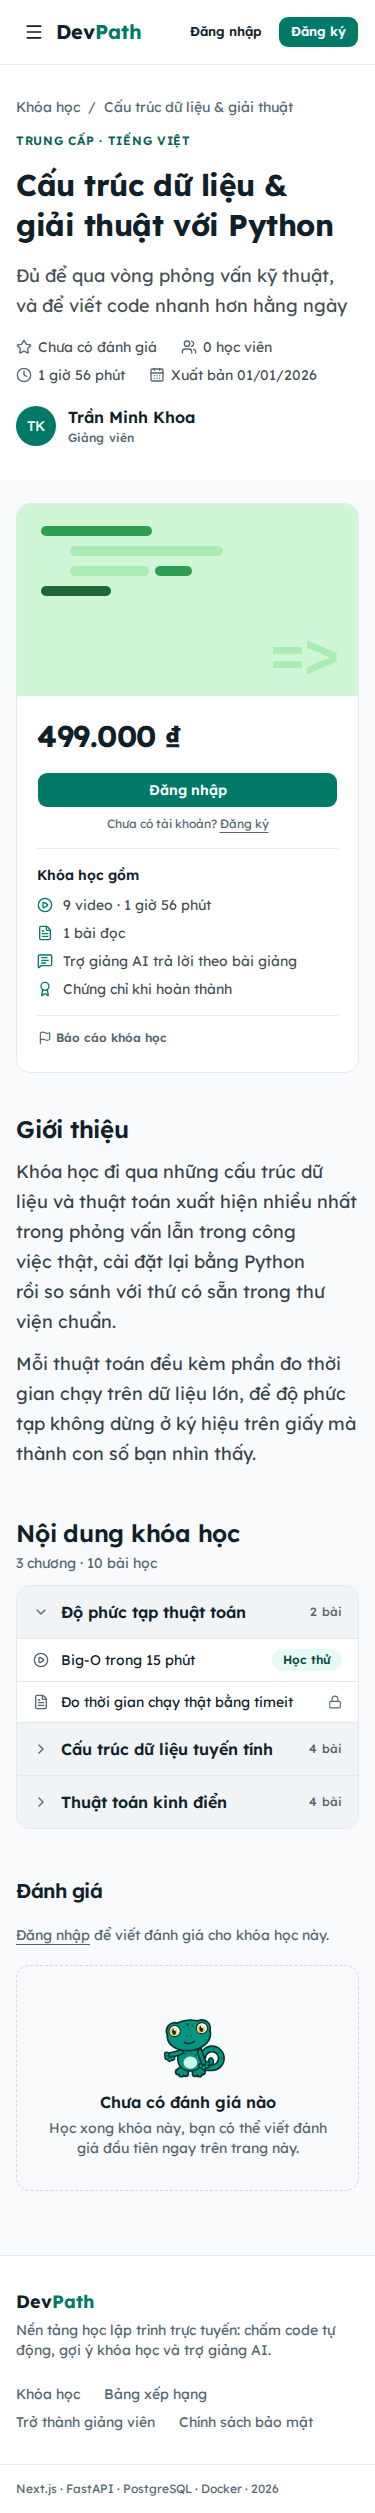 DevPath
Đăng nhập
Đăng ký
Khóa học / Cấu trúc dữ liệu & giải thuật
TRUNG CẤP · TIẾNG VIỆT
Cấu trúc dữ liệu &
giải thuật với Python
Đủ để qua vòng phỏng vấn kỹ thuật,
và để viết code nhanh hơn hằng ngày
Chưa có đánh giá
0 học viên
1 giờ 56 phút
Xuất bản 01/01/2026
TK
Trần Minh Khoa
Giảng viên
=>
499.000 ₫
Đăng nhập
Chưa có tài khoản? Đăng ký
Khóa học gồm
9 video · 1 giờ 56 phút
1 bài đọc
Trợ giảng AI trả lời theo bài giảng
Chứng chỉ khi hoàn thành
Báo cáo khóa học
Giới thiệu
Khóa học đi qua những cấu trúc dữ
liệu và thuật toán xuất hiện nhiều nhất
trong phỏng vấn lẫn trong công
việc thật, cài đặt lại bằng Python
rồi so sánh với thứ có sẵn trong thư
viện chuẩn.
Mỗi thuật toán đều kèm phần đo thời
gian chạy trên dữ liệu lớn, để độ phức
tạp không dừng ở ký hiệu trên giấy mà
thành con số bạn nhìn thấy.
Nội dung khóa học
3 chương · 10 bài học
Độ phức tạp thuật toán
2 bài
Big-O trong 15 phút
Học thử
Đo thời gian chạy thật bằng timeit
Cấu trúc dữ liệu tuyến tính
4 bài
Thuật toán kinh điển
4 bài
Đánh giá
Đăng nhập để viết đánh giá cho khóa học này.
Chưa có đánh giá nào
Học xong khóa này, bạn có thể viết đánh
giá đầu tiên ngay trên trang này.
DevPath
Nền tảng học lập trình trực tuyến: chấm code tự
động, gợi ý khóa học và trợ giảng AI.
Khóa học
Bảng xếp hạng
Trở thành giảng viên
Chính sách bảo mật
Next.js · FastAPI · PostgreSQL · Docker · 2026